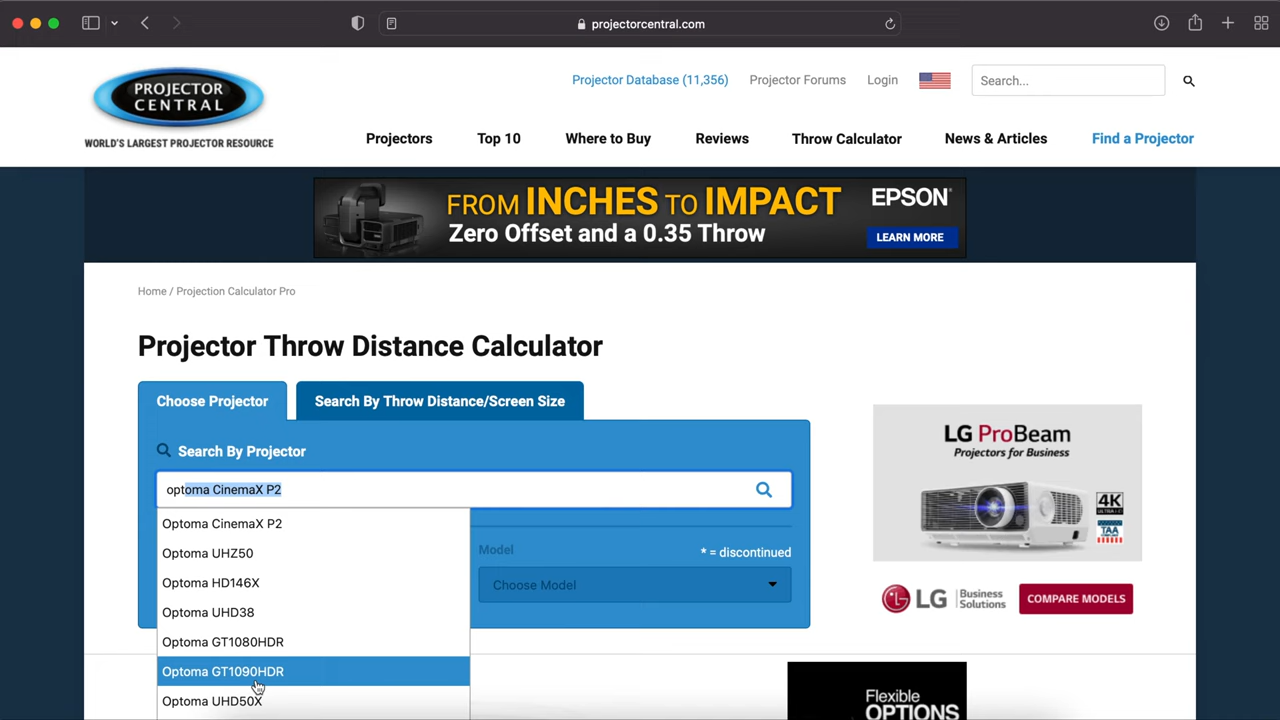 projectorcentral.com
PROJECTOR
CENTRAL
WORLD'S LARGEST PROJECTOR RESOURCE
Projector Database (11,356)
Projector Forums
Login
Search...
Projectors
Top 10
Where to Buy
Reviews
Throw Calculator
News & Articles
Find a Projector
FROM INCHES TO IMPACT
Zero Offset and a 0.35 Throw
EPSON
LEARN MORE
Home / Projection Calculator Pro
Projector Throw Distance Calculator
Choose Projector
Search By Throw Distance/Screen Size
Search By Projector
optoma CinemaX P2
Optoma CinemaX P2
Optoma UHZ50
Optoma HD146X
Optoma UHD38
Optoma GT1080HDR
Optoma GT1090HDR
Optoma UHD50X
Model
* = discontinued
Choose Model
LG ProBeam
Projectors for Business
4K
ULTRA HD
TAA
LG Business
Solutions
COMPARE MODELS
Flexible
OPTIONS